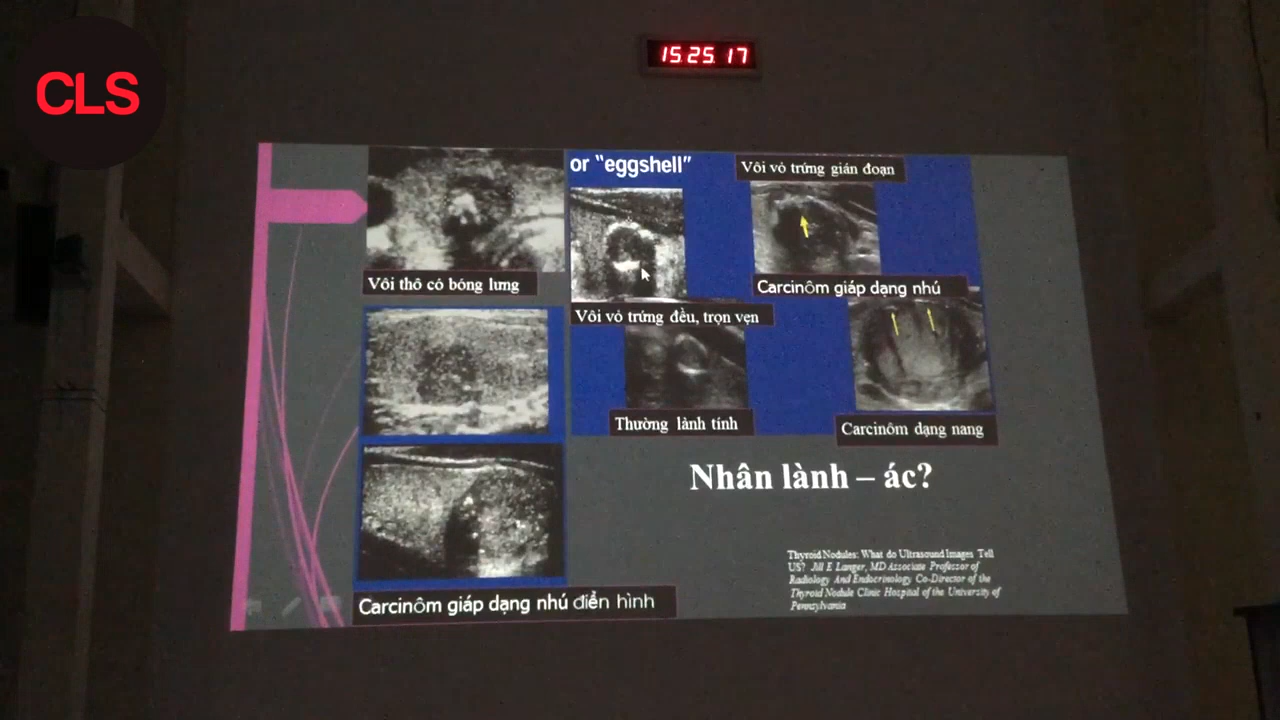 CLS
15.25.17
or "eggshell"
Vôi vỏ trứng gián đoạn
Vôi thô có bóng lưng
Carcinôm giáp dạng nhú
Vôi vỏ trứng đều, trọn vẹn
Thường lành tính
Carcinôm dạng nang
Nhân lành – ác?
Thyroid Nodules: What do Ultrasound Images Tell
US? Jill E Langer, MD Associate Professor of
Radiology And Endocrinology Co-Director of the
Thyroid Nodule Clinic Hospital of the University of
Pennsylvania
Carcinôm giáp dạng nhú điển hình